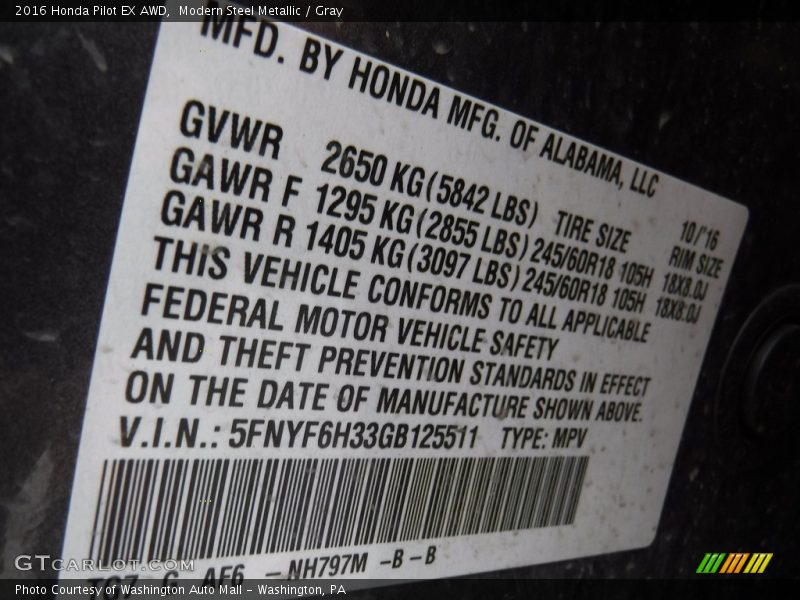 2016 Honda Pilot EX AWD, Modern Steel Metallic / Gray
MFD. BY HONDA MFG. OF ALABAMA, LLC
10/'16
GVWR 2650 KG (5842 LBS) TIRE SIZE RIM SIZE
GAWR F 1295 KG (2855 LBS) 245/60R18 105H 18X8.0J
GAWR R 1405 KG (3097 LBS) 245/60R18 105H 18X8.0J
THIS VEHICLE CONFORMS TO ALL APPLICABLE
FEDERAL MOTOR VEHICLE SAFETY
AND THEFT PREVENTION STANDARDS IN EFFECT
ON THE DATE OF MANUFACTURE SHOWN ABOVE.
V.I.N.: 5FNYF6H33GB125511 TYPE: MPV
AF6 - NH797M -B-B
GTcarlot.com
Photo Courtesy of Washington Auto Mall - Washington, PA